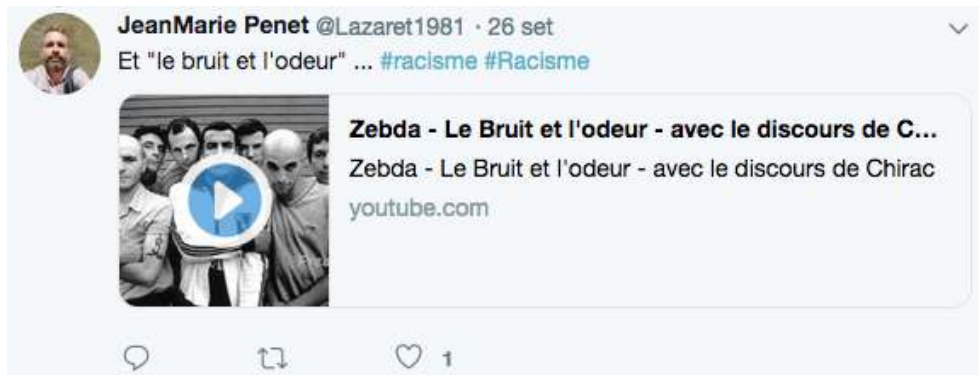 JeanMarie Penet @Lazaret1981 · 26 set
Et "le bruit et l'odeur" ... #racisme #Racisme
Zebda - Le Bruit et l'odeur - avec le discours de C...
Zebda - Le Bruit et l'odeur - avec le discours de Chirac
youtube.com
1